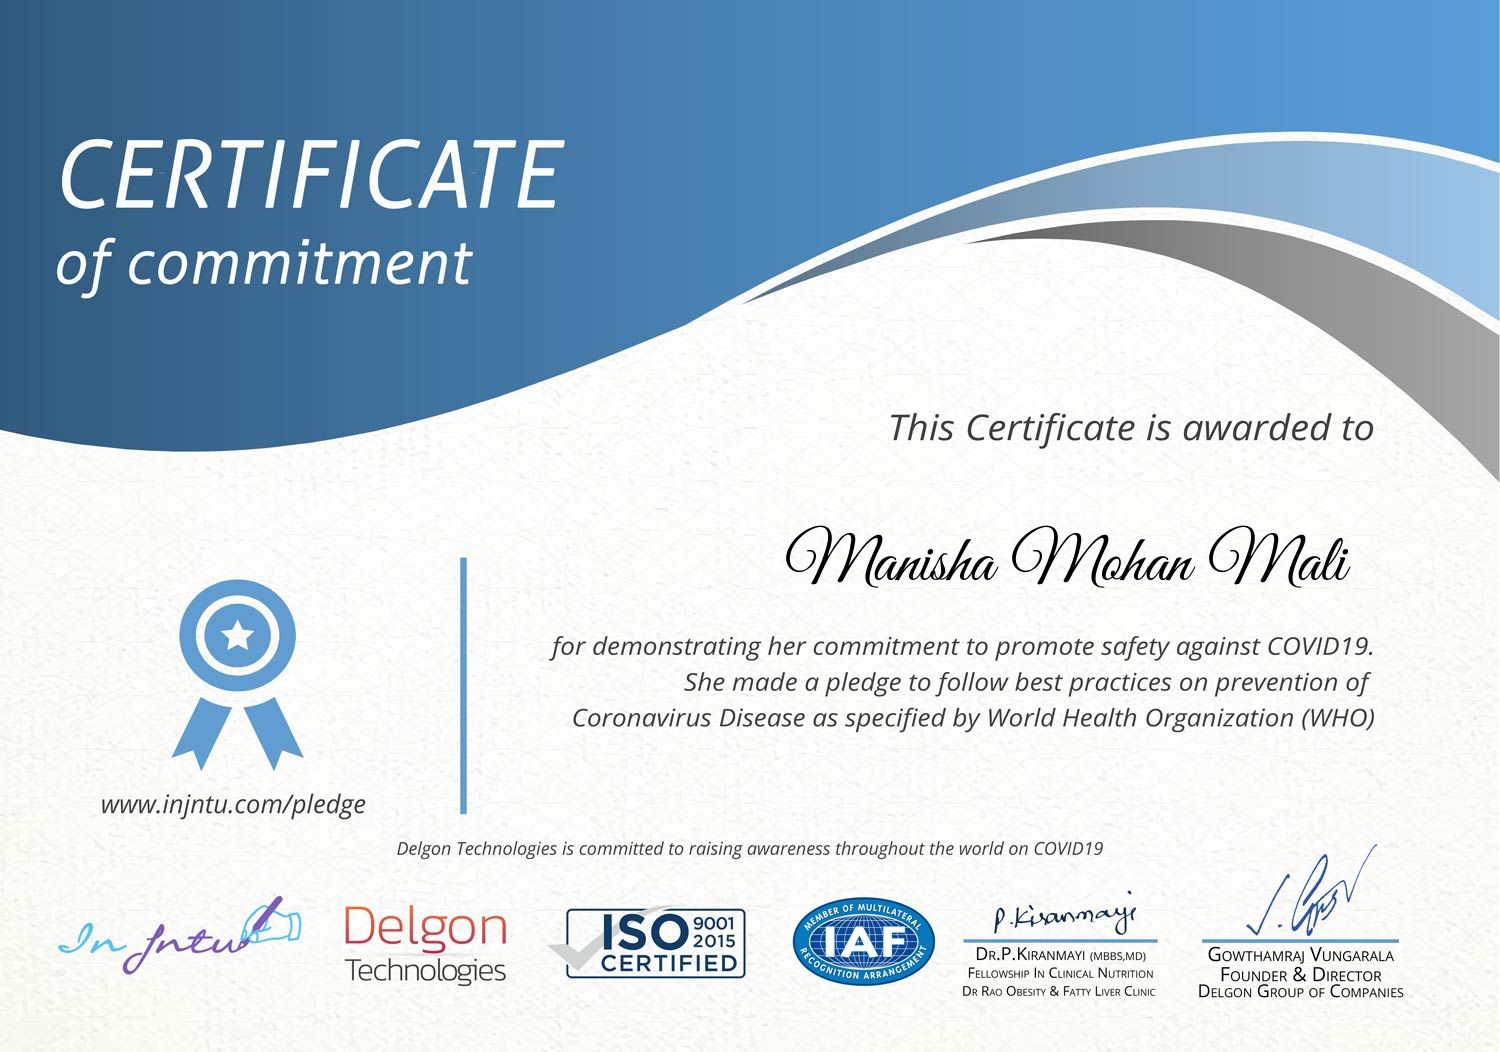 CERTIFICATE
of commitment
This Certificate is awarded to
Manisha Mohan Mali
for demonstrating her commitment to promote safety against COVID19.
She made a pledge to follow best practices on prevention of
Coronavirus Disease as specified by World Health Organization (WHO)
www.injntu.com/pledge
Delgon Technologies is committed to raising awareness throughout the world on COVID19
In Jntu
Delgon
Technologies
ISO 9001
2015
CERTIFIED
MEMBER OF MULTILATERAL
IAF
RECOGNITION ARRANGEMENT
P.Kiranmayi
DR.P.KIRANMAYI (MBBS,MD)
FELLOWSHIP IN CLINICAL NUTRITION
DR RAO OBESITY & FATTY LIVER CLINIC
GOWTHAMRAJ VUNGARALA
FOUNDER & DIRECTOR
DELGON GROUP OF COMPANIES